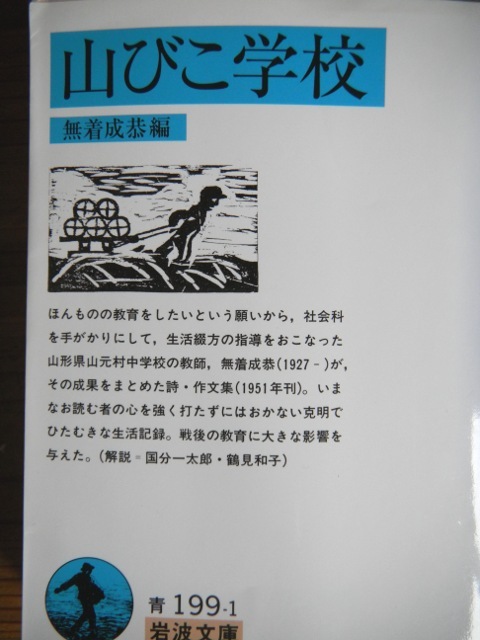 山びこ学校
無着成恭編
ほんものの教育をしたいという願いから，社会科
を手がかりにして，生活綴方の指導をおこなった
山形県山元村中学校の教師，無着成恭(1927‐)が，
その成果をまとめた詩・作文集(1951年刊)。いま
なお読む者の心を強く打たずにはおかない克明で
ひたむきな生活記録。戦後の教育に大きな影響を
与えた。(解説＝国分一太郎・鶴見和子)
青 199-1
岩波文庫